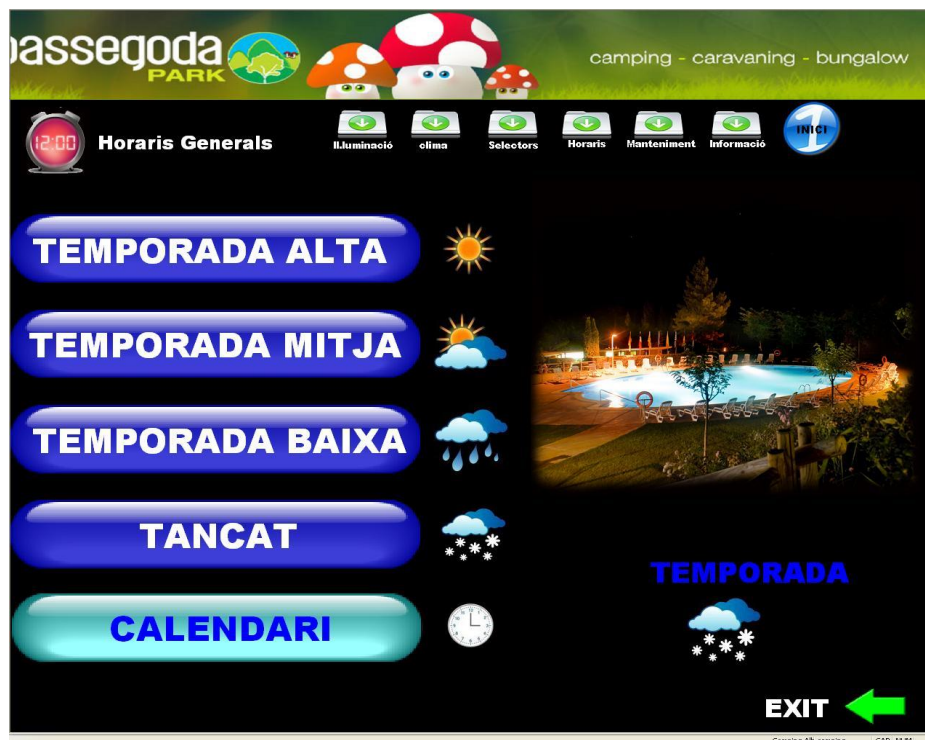 passegoda
PARK
camping - caravaning - bungalow
12:00
Horaris Generals
Il.luminació
clima
Selectors
Horaris
Manteniment
Informació
1
INICI
TEMPORADA ALTA
TEMPORADA MITJA
TEMPORADA BAIXA
TANCAT
CALENDARI
TEMPORADA
EXIT